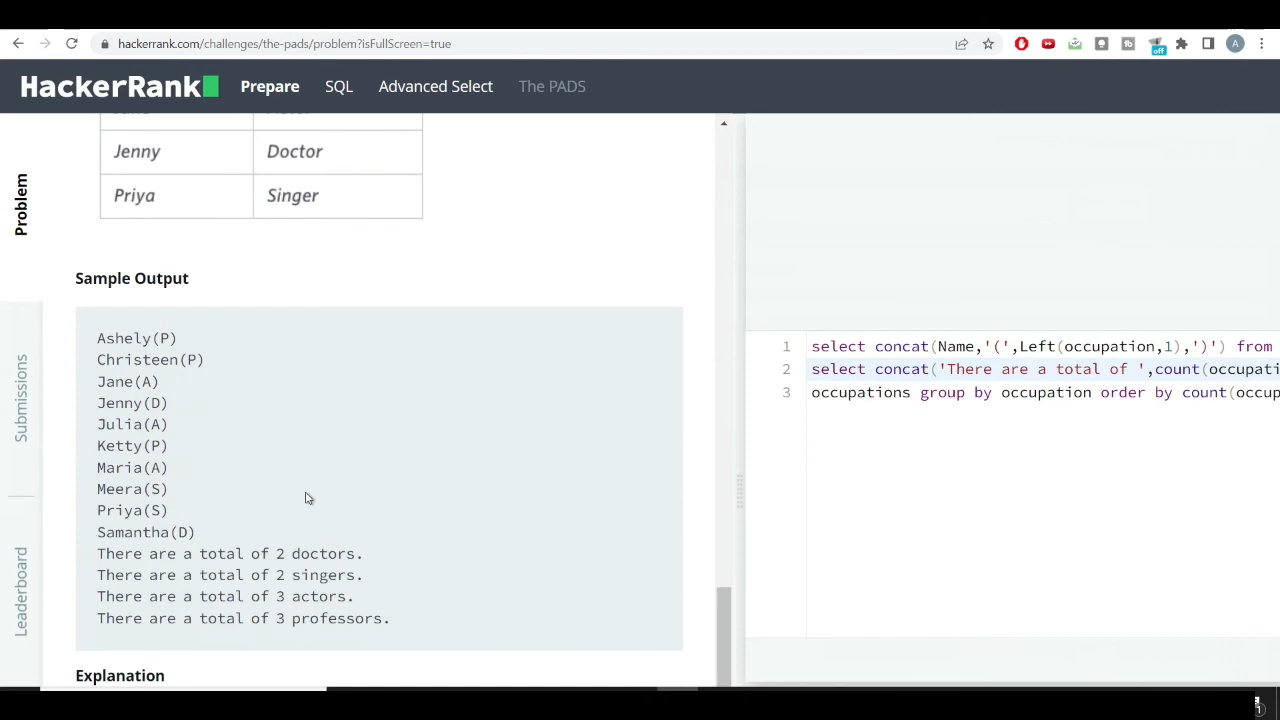 hackerrank.com/challenges/the-pads/problem?isFullScreen=true
off
A
HackerRank
Prepare
SQL
Advanced Select
The PADS
Problem
Submissions
Leaderboard
Jenny Doctor
Priya Singer
Sample Output
Ashely(P)
Christeen(P)
Jane(A)
Jenny(D)
Julia(A)
Ketty(P)
Maria(A)
Meera(S)
Priya(S)
Samantha(D)
There are a total of 2 doctors.
There are a total of 2 singers.
There are a total of 3 actors.
There are a total of 3 professors.
Explanation
1 select concat(Name,'(',Left(occupation,1),')') from
2 select concat('There are a total of ',count(occupati
3 occupations group by occupation order by count(occup